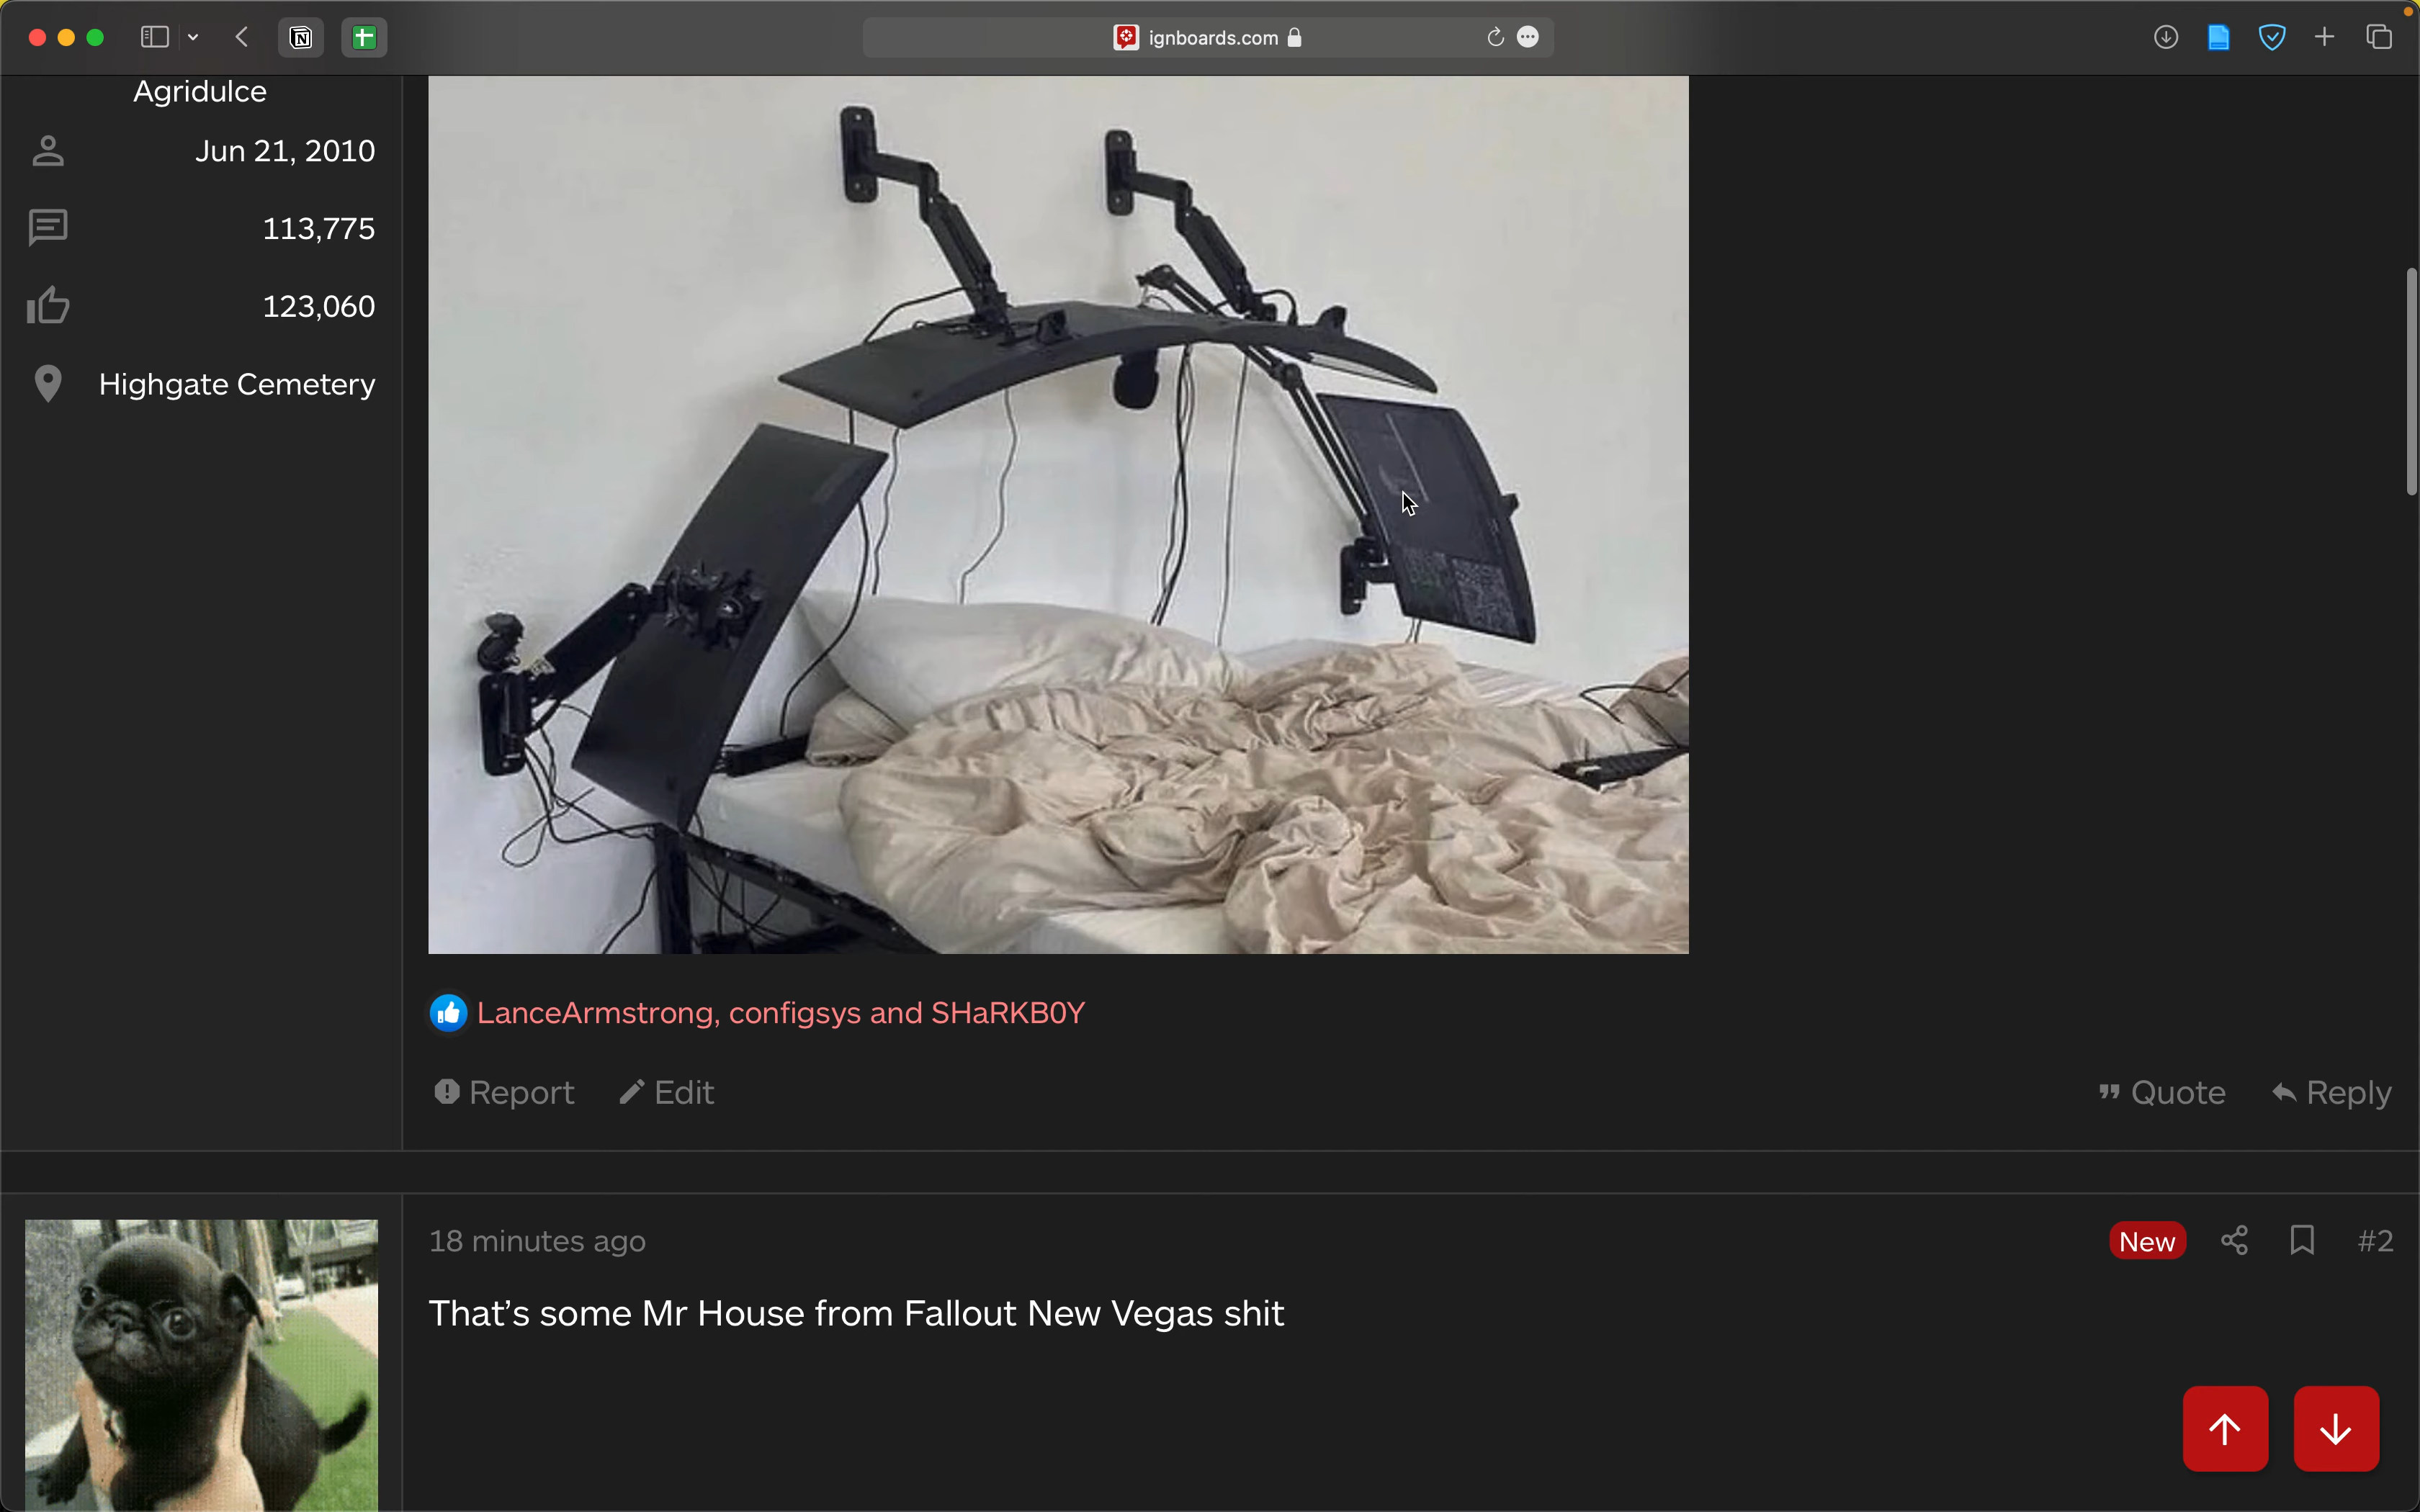 ignboards.com
Agridulce
Jun 21, 2010
113,775
123,060
Highgate Cemetery
LanceArmstrong, configsys and SHaRKB0Y
Report Edit Quote Reply
18 minutes ago New #2
That’s some Mr House from Fallout New Vegas shit